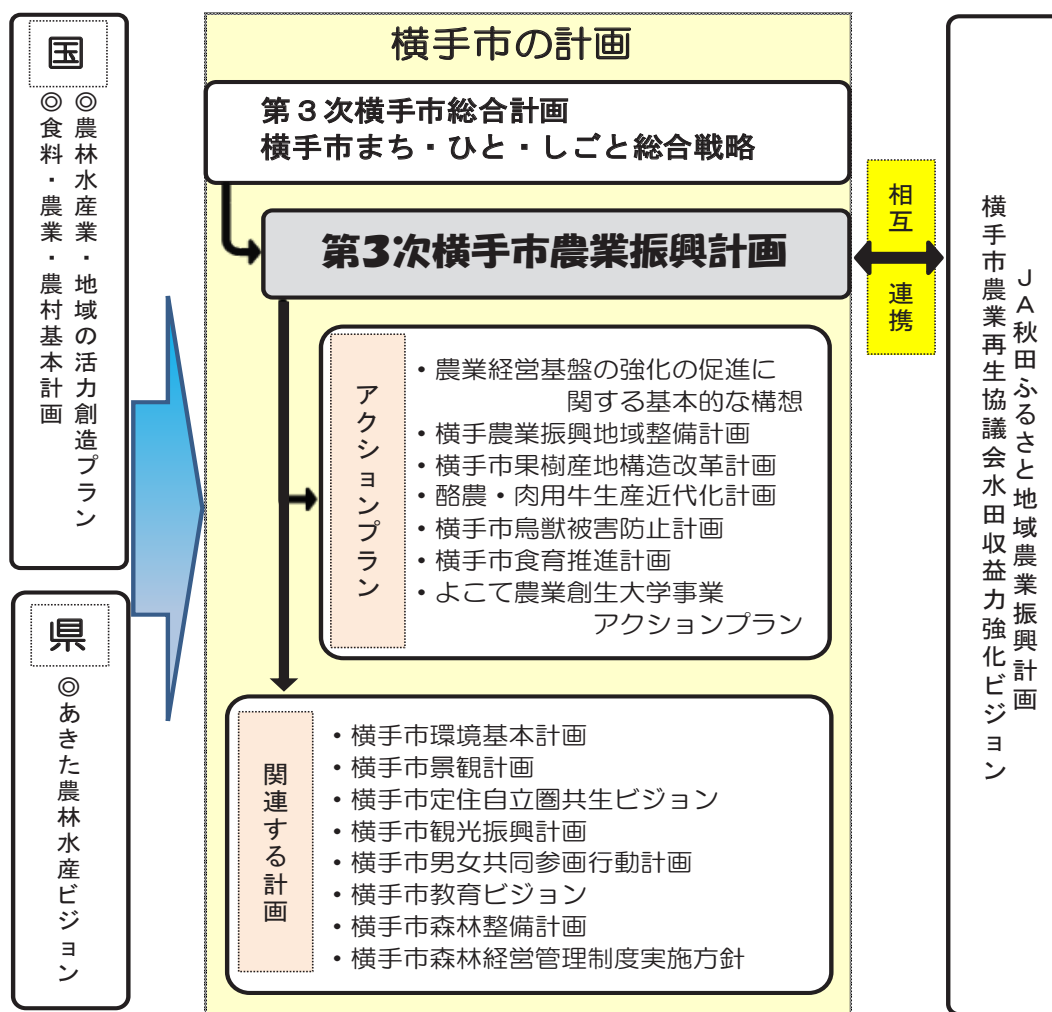 国
◎農林水産業・地域の活力創造プラン
◎食料・農業・農村基本計画
県
◎あきた農林水産ビジョン
横手市の計画
第３次横手市総合計画
横手市まち・ひと・しごと総合戦略
第3次横手市農業振興計画
アクションプラン
・農業経営基盤の強化の促進に
関する基本的な構想
・横手農業振興地域整備計画
・横手市果樹産地構造改革計画
・酪農・肉用牛生産近代化計画
・横手市鳥獣被害防止計画
・横手市食育推進計画
・よこて農業創生大学事業
アクションプラン
関連する計画
・横手市環境基本計画
・横手市景観計画
・横手市定住自立圏共生ビジョン
・横手市観光振興計画
・横手市男女共同参画行動計画
・横手市教育ビジョン
・横手市森林整備計画
・横手市森林経営管理制度実施方針
相互
連携
ＪＡ秋田ふるさと地域農業振興計画
横手市農業再生協議会水田収益力強化ビジョン